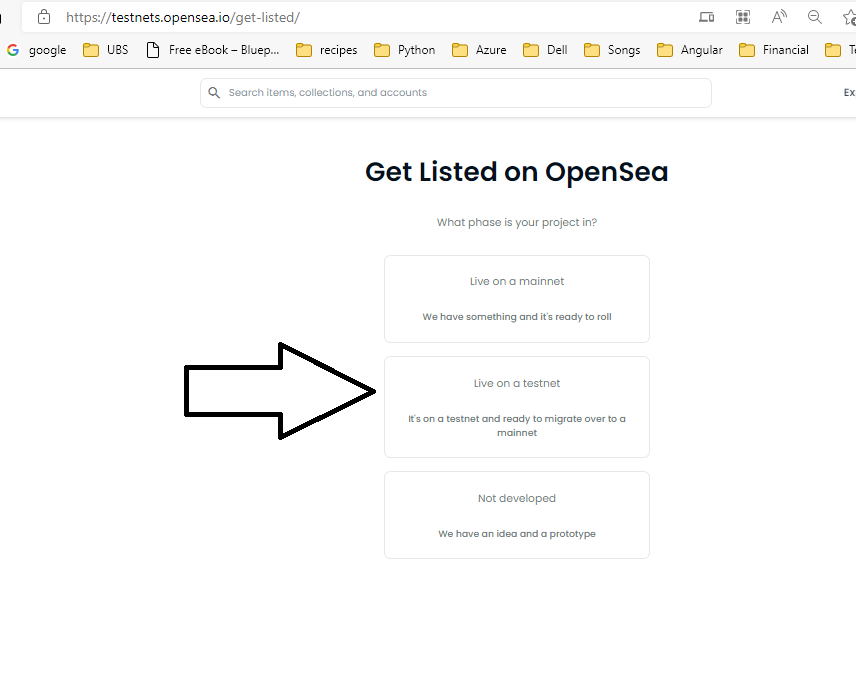 https://testnets.opensea.io/get-listed/
google UBS Free eBook – Bluep... recipes Python Azure Dell Songs Angular Financial
Search items, collections, and accounts
Get Listed on OpenSea
What phase is your project in?
Live on a mainnet
We have something and it's ready to roll
Live on a testnet
It's on a testnet and ready to migrate over to a
mainnet
Not developed
We have an idea and a prototype